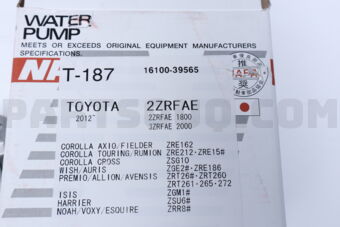 WATER
PUMP
MEETS OR EXCEEDS ORIGINAL EQUIPMENT MANUFACTURERS
SPECIFICATIONS.
T-187 16100-39565
APA
TOYOTA 2ZRFAE
2012~ 2ZRFAE 1800
3ZRFAE 2000
COROLLA AXIO/FIELDER ZRE162
COROLLA TOURING/RUMION ZRE212-ZRE15#
COROLLA CROSS ZSG10
WISH/AURIS ZGE2#-ZRE186
PREMIO/ALLION/AVENSIS ZRT26#-ZRT260
ZRT261-265-272
ISIS ZGM1#
HARRIER ZSU6#
NOAH/VOXY/ESQUIRE ZRR8#